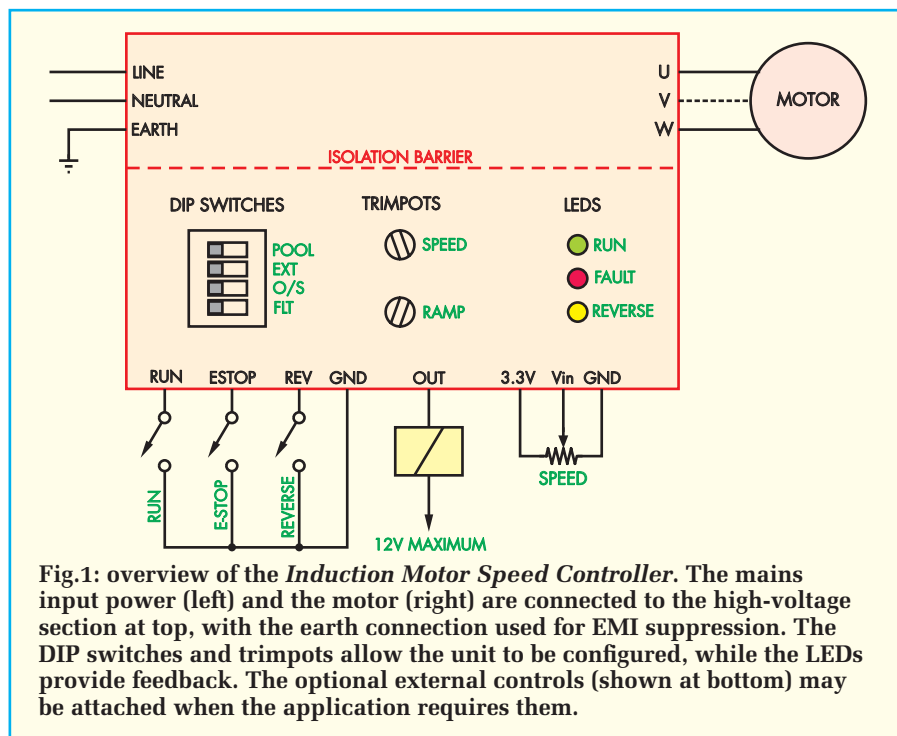 LINE
NEUTRAL
EARTH
U
V
W
MOTOR
ISOLATION BARRIER
DIP SWITCHES
POOL
EXT
O/S
FLT
TRIMPOTS
SPEED
RAMP
LEDS
RUN
FAULT
REVERSE
RUN ESTOP REV GND OUT 3.3V Vin GND
RUN
E-STOP
REVERSE
SPEED
12V MAXIMUM
Fig.1: overview of the Induction Motor Speed Controller. The mains
input power (left) and the motor (right) are connected to the high-voltage
section at top, with the earth connection used for EMI suppression. The
DIP switches and trimpots allow the unit to be configured, while the LEDs
provide feedback. The optional external controls (shown at bottom) may
be attached when the application requires them.